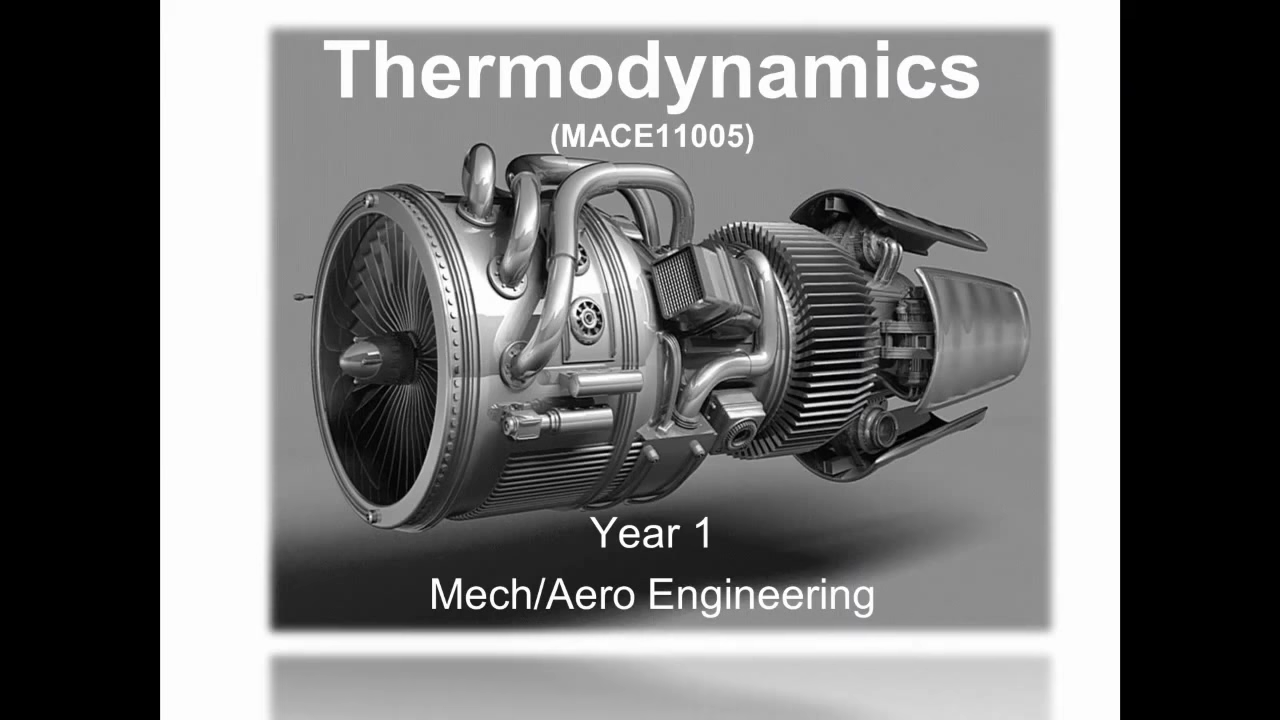 Thermodynamics
(MACE11005)
Year 1
Mech/Aero Engineering